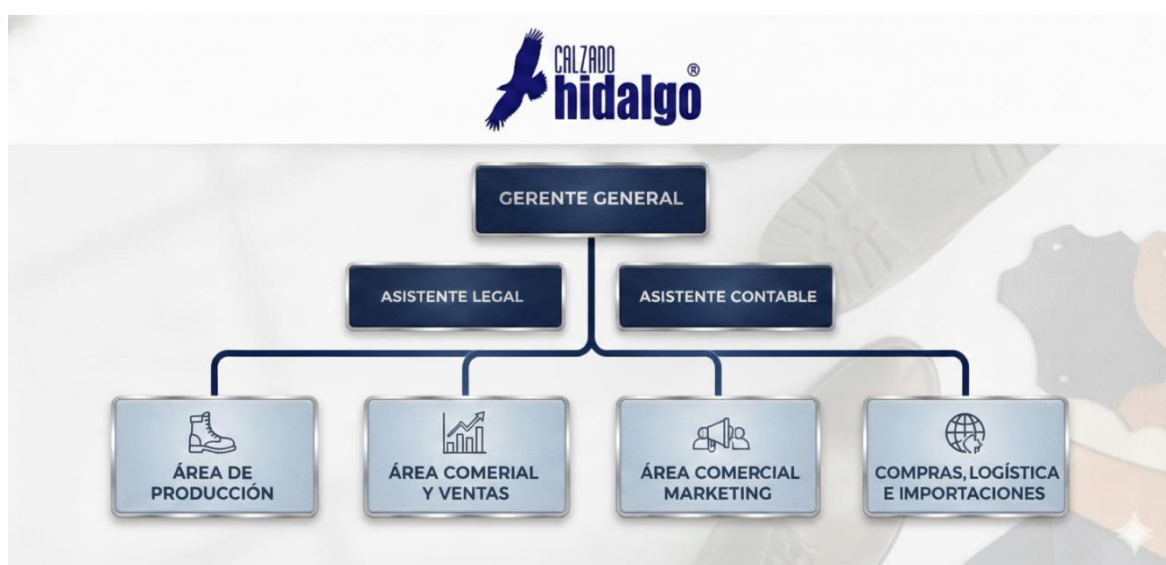 CALZADO
hidalgo®
GERENTE GENERAL
ASISTENTE LEGAL
ASISTENTE CONTABLE
ÁREA DE
PRODUCCIÓN
ÁREA COMERIAL
Y VENTAS
ÁREA COMERCIAL
MARKETING
COMPRAS, LOGÍSTICA
E IMPORTACIONES